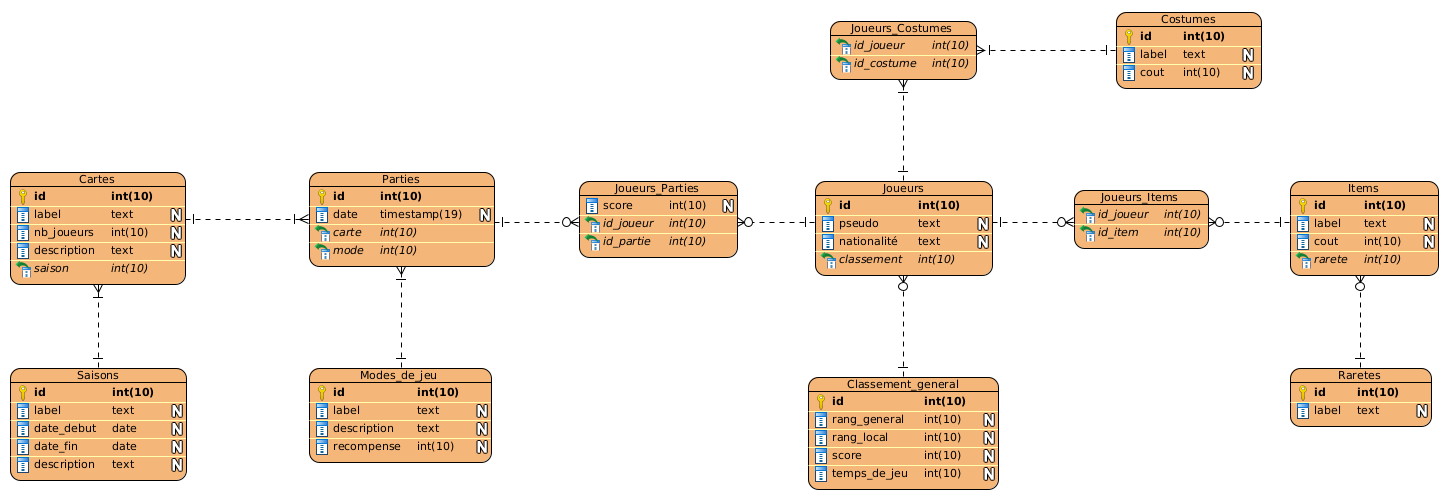 Joueurs_Costumes
id_joueur int(10)
id_costume int(10)
Costumes
id int(10)
label text N
cout int(10) N
Cartes
id int(10)
label text N
nb_joueurs int(10) N
description text N
saison int(10)
Parties
id int(10)
date timestamp(19) N
carte int(10)
mode int(10)
Joueurs_Parties
score int(10) N
id_joueur int(10)
id_partie int(10)
Joueurs
id int(10)
pseudo text N
nationalité text N
classement int(10)
Joueurs_Items
id_joueur int(10)
id_item int(10)
Items
id int(10)
label text N
cout int(10) N
rarete int(10)
Saisons
id int(10)
label text N
date_debut date N
date_fin date N
description text N
Modes_de_jeu
id int(10)
label text N
description text N
recompense int(10) N
Classement_general
id int(10)
rang_general int(10) N
rang_local int(10) N
score int(10) N
temps_de_jeu int(10) N
Raretes
id int(10)
label text N